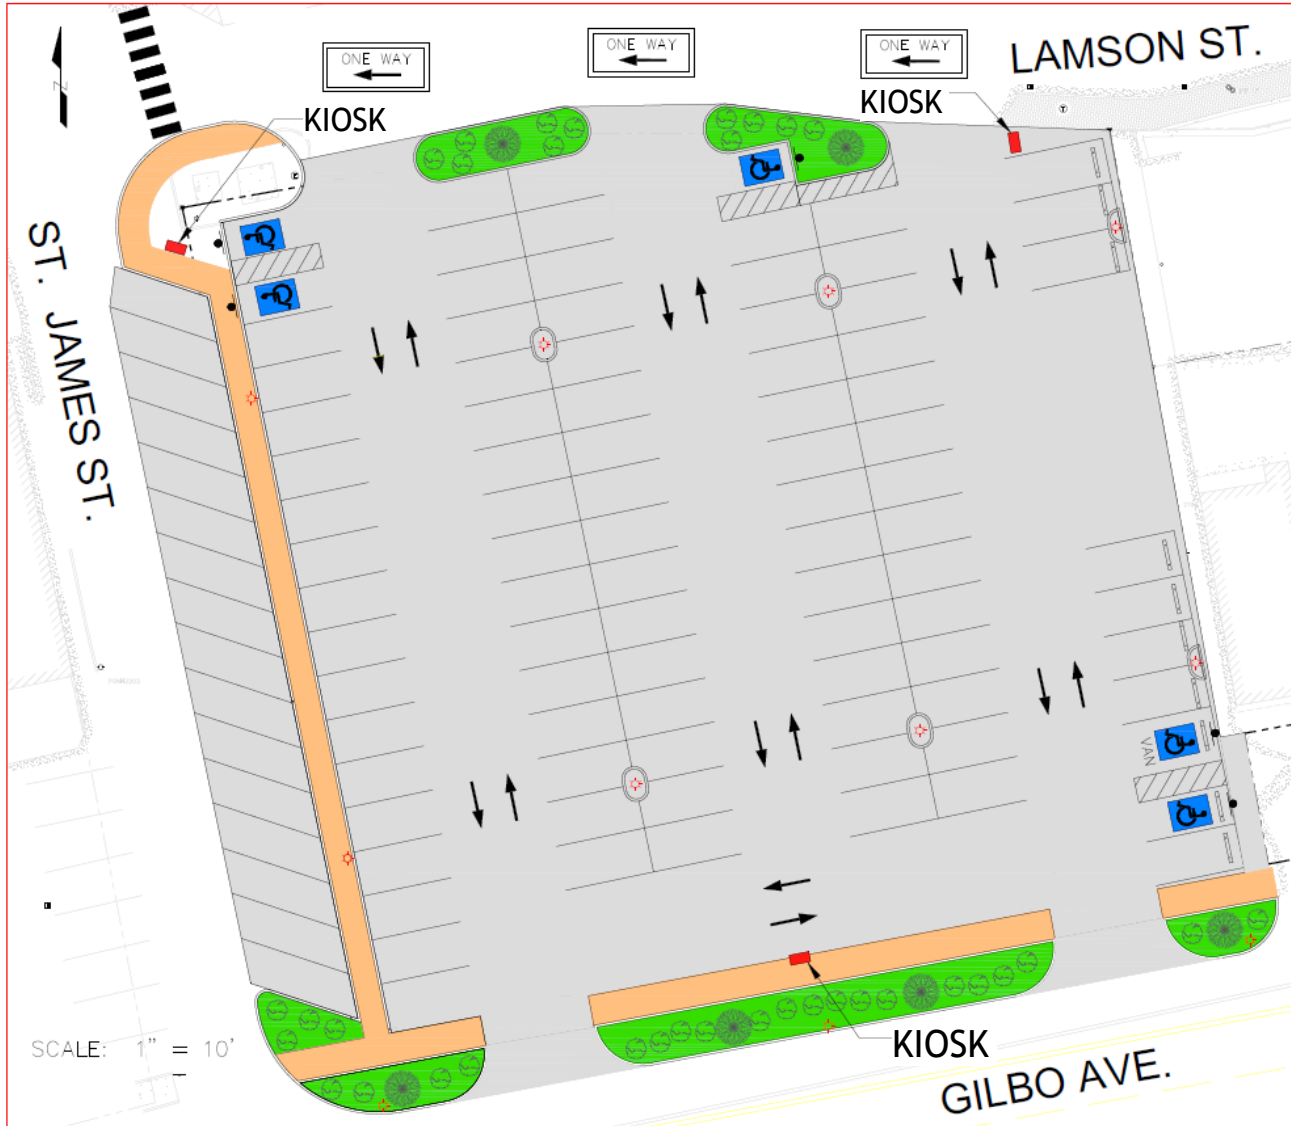 ONE WAY
ONE WAY
ONE WAY
LAMSON ST.
N
KIOSK
KIOSK
ST. JAMES ST.
VAN
SCALE: 1" = 10'
KIOSK
GILBO AVE.